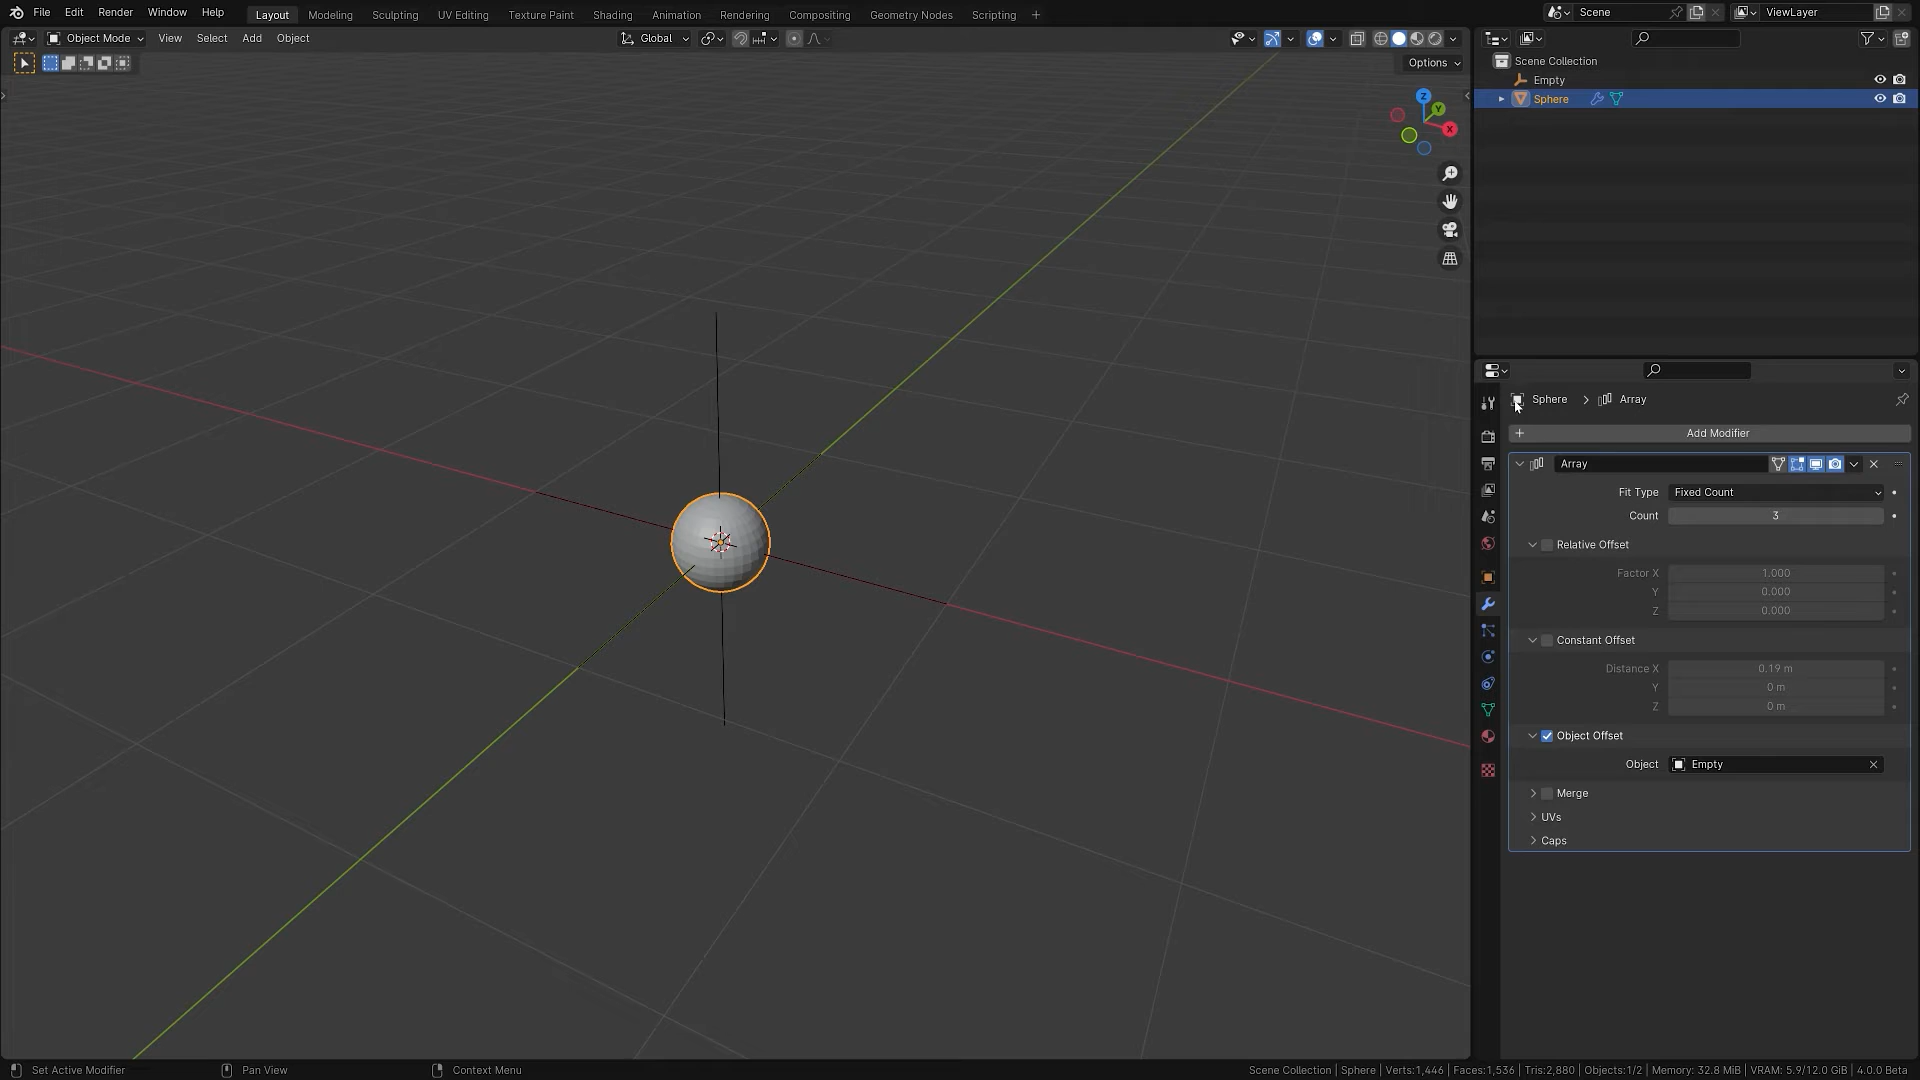 File Edit Render Window Help Layout Modeling Sculpting UV Editing Texture Paint Shading Animation Rendering Compositing Geometry Nodes Scripting + Scene ViewLayer
Object Mode View Select Add Object Global
Options
Scene Collection
Empty
Sphere
Z
Y
X
Sphere > Array
+ Add Modifier
Array
Fit Type Fixed Count
Count 3
Relative Offset
Factor X 1.000
Y 0.000
Z 0.000
Constant Offset
Distance X 0.19 m
Y 0 m
Z 0 m
Object Offset
Object Empty
Merge
UVs
Caps
Set Active Modifier Pan View Context Menu Scene Collection | Sphere | Verts:1,446 | Faces:1,536 | Tris:2,880 | Objects:1/2 | Memory: 32.8 MiB | VRAM: 5.9/12.0 GiB | 4.0.0 Beta